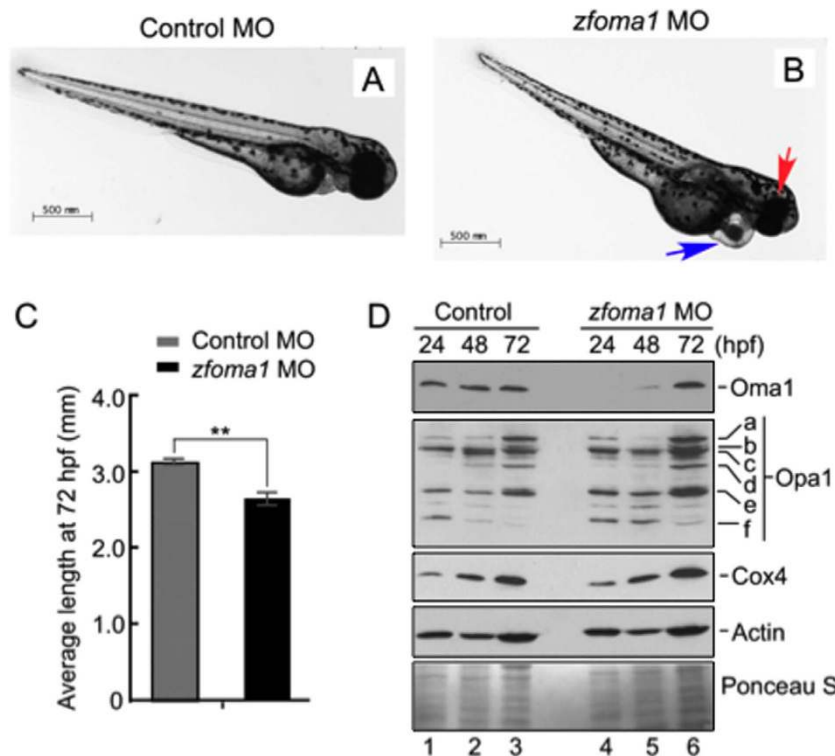 Control MO
zfoma1 MO
A
B
500 mm
500 mm
C
Control MO
zfoma1 MO
Average length at 72 hpf (mm)
4.0
3.0
2.0
1.0
0
**
D
Control
zfoma1 MO
24 48 72 24 48 72 (hpf)
Oma1
a
b
c
d
e
f
Opa1
Cox4
Actin
Ponceau S
1 2 3 4 5 6